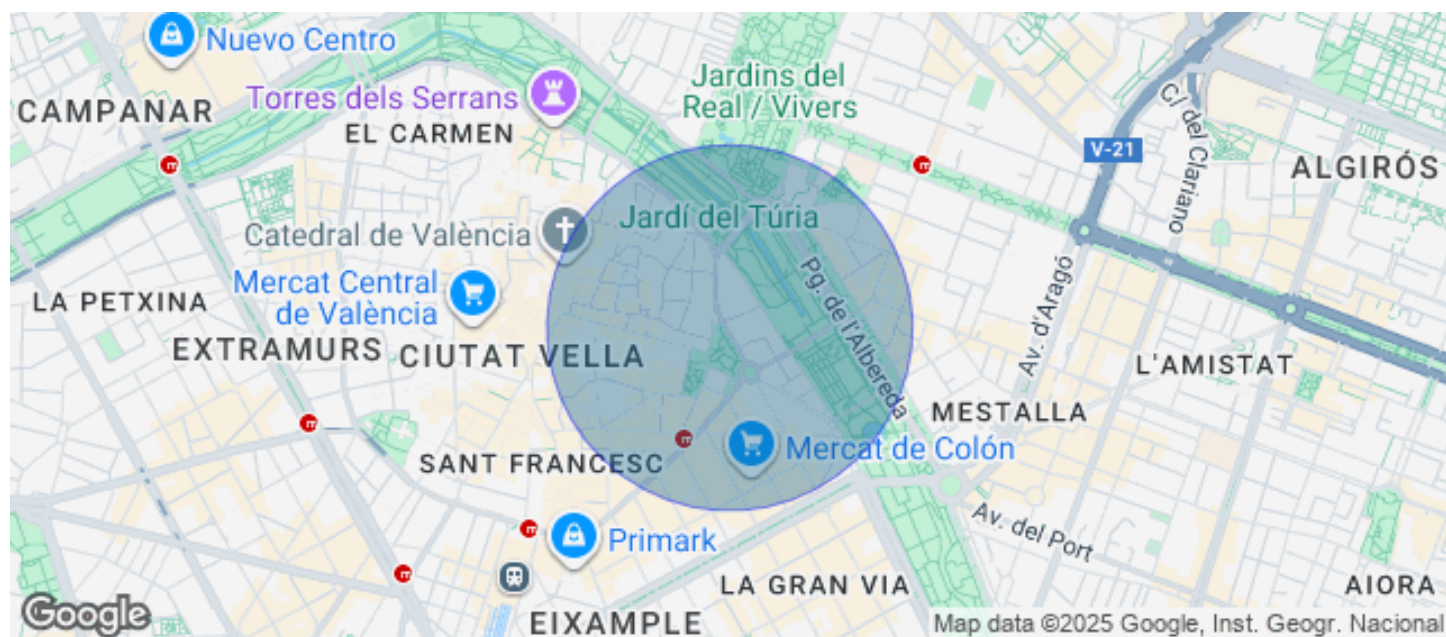 Nuevo Centro
CAMPANAR
Torres dels Serrans
EL CARMEN
Jardins del
Real / Vivers
V-21
C/ del Clariano
ALGIRÓS
Catedral de València
Jardí del Túria
Mercat Central
de València
LA PETXINA
EXTRAMURS
CIUTAT VELLA
Pg. de l'Albereda
Av. d'Aragó
L'AMISTAT
MESTALLA
Mercat de Colón
SANT FRANCESC
Primark
Av. del Port
LA GRAN VIA
AIORA
EIXAMPLE
Google
Map data ©2025 Google, Inst. Geogr. Nacional